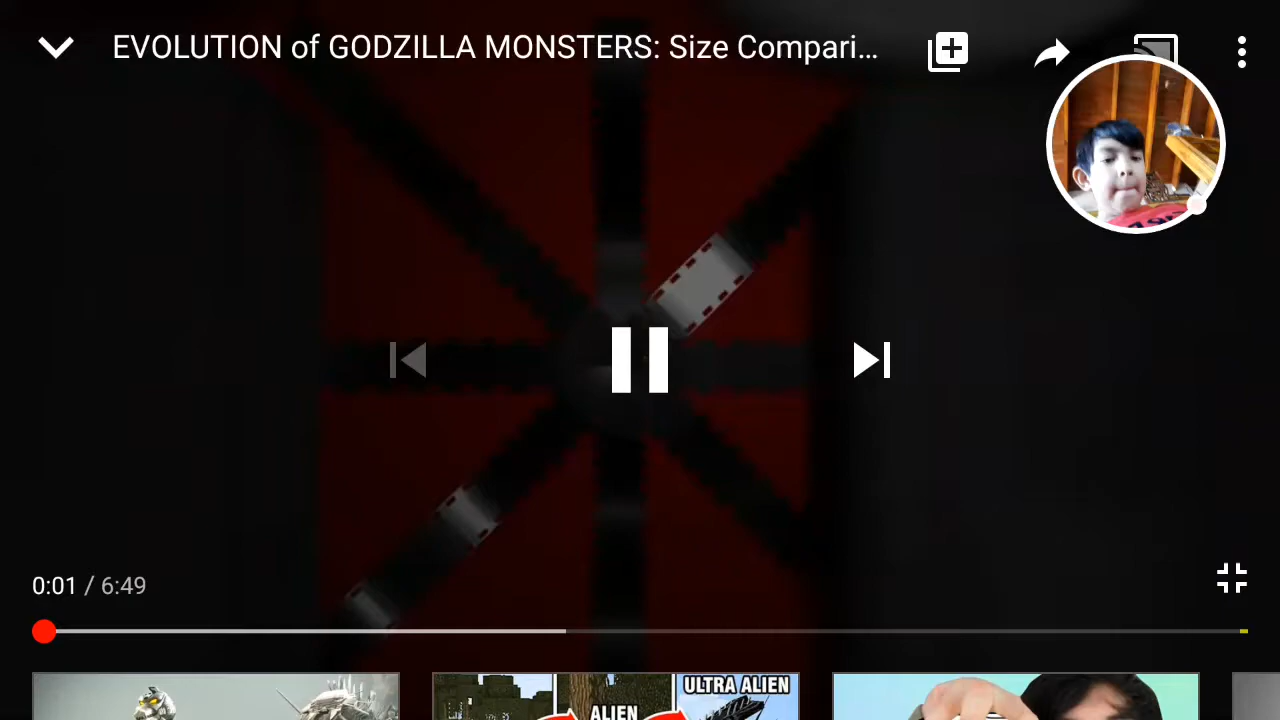 EVOLUTION of GODZILLA MONSTERS: Size Compari...
0:01 / 6:49
ULTRA ALIEN
ALIEN